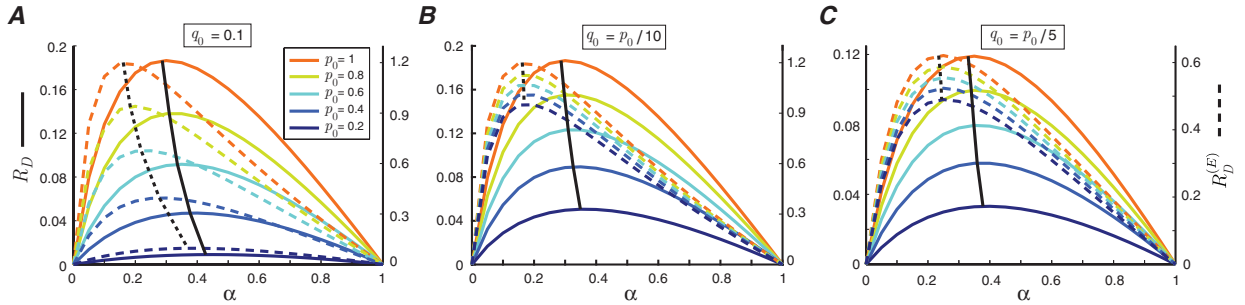 A
q0 = 0.1
0.2
0.16
0.12
0.08
0.04
0
1.2
0.9
0.6
0.3
0
p0 = 1
p0 = 0.8
p0 = 0.6
p0 = 0.4
p0 = 0.2
RD
0 0.2 0.4 0.6 0.8 1
α
B
q0 = p0 / 10
0.2
0.16
0.12
0.08
0.04
0
1.2
0.9
0.6
0.3
0
0 0.2 0.4 0.6 0.8 1
α
C
q0 = p0 / 5
0.12
0.08
0.04
0
0.6
0.4
0.2
0
RD(E)
0 0.2 0.4 0.6 0.8 1
α